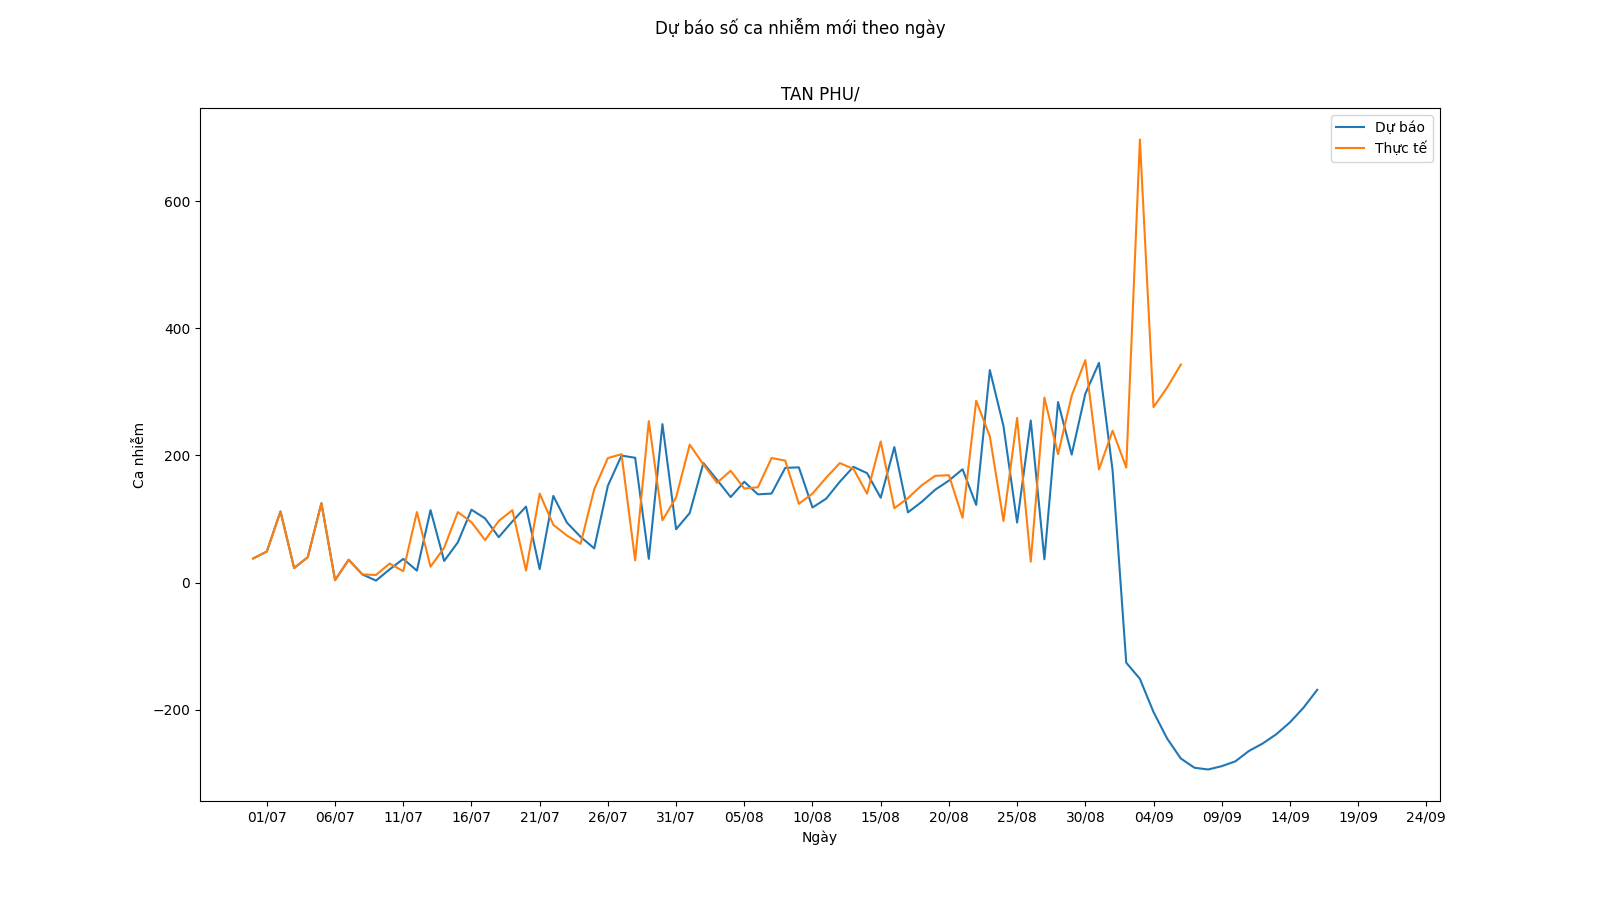 Dự báo số ca nhiễm mới theo ngày
TAN PHU/
Dự báo
Thực tế
600
400
200
0
−200
Ca nhiễm
01/07 06/07 11/07 16/07 21/07 26/07 31/07 05/08 10/08 15/08 20/08 25/08 30/08 04/09 09/09 14/09 19/09 24/09
Ngày